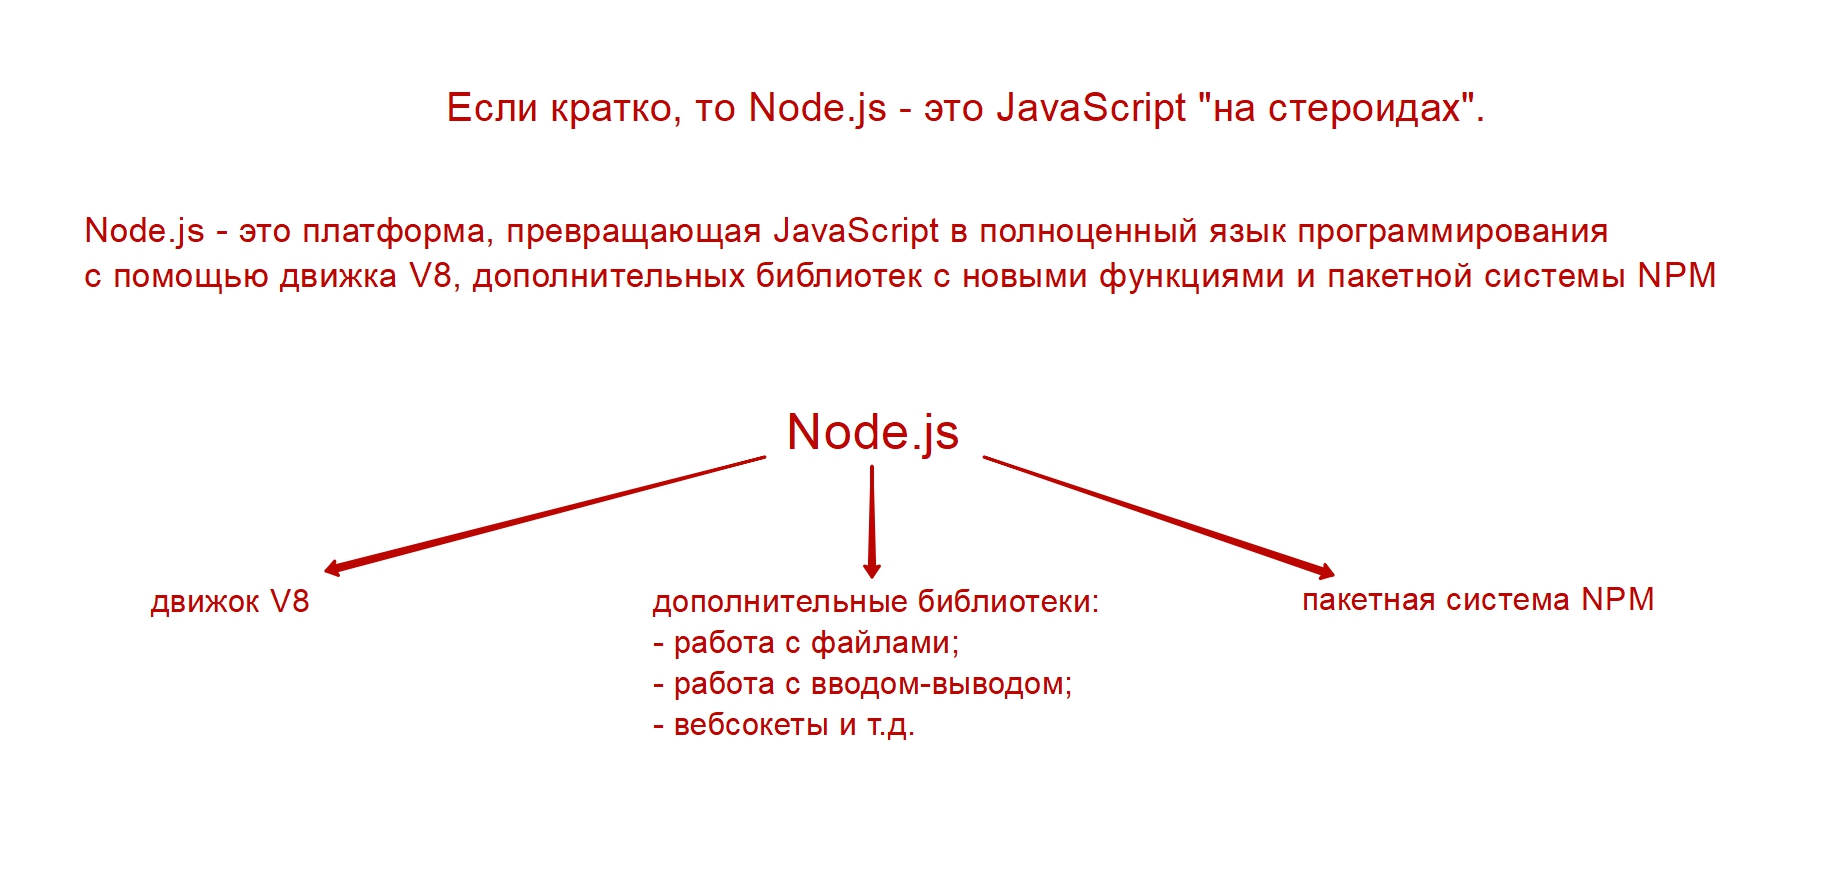 Если кратко, то Node.js - это JavaScript "на стероидах".
Node.js - это платформа, превращающая JavaScript в полноценный язык программирования
с помощью движка V8, дополнительных библиотек с новыми функциями и пакетной системы NPM
Node.js
движок V8
дополнительные библиотеки:
- работа с файлами;
- работа с вводом-выводом;
- вебсокеты и т.д.
пакетная система NPM